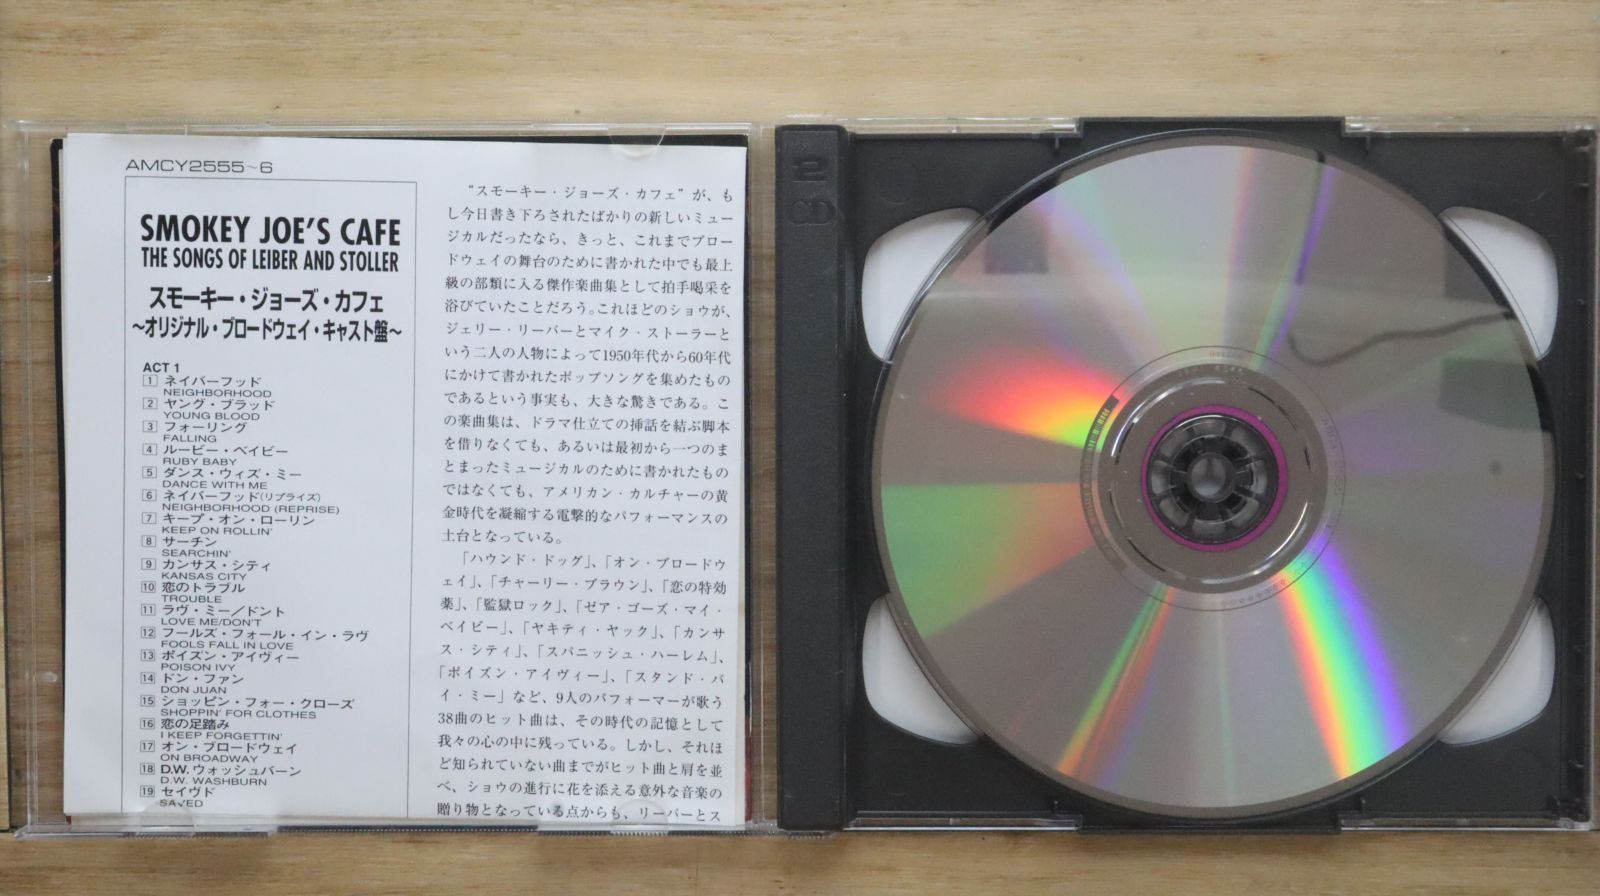 AMCY2555~6
SMOKEY JOE'S CAFE
THE SONGS OF LEIBER AND STOLLER
スモーキー・ジョーズ・カフェ
~オリジナル・ブロードウェイ・キャスト盤~
ACT 1
1 ネイバーフッド
NEIGHBORHOOD
2 ヤング・ブラッド
YOUNG BLOOD
3 フォーリング
FALLING
4 ルービー・ベイビー
RUBY BABY
5 ダンス・ウィズ・ミー
DANCE WITH ME
6 ネイバーフッド(リプライズ)
NEIGHBORHOOD (REPRISE)
7 キープ・オン・ローリン
KEEP ON ROLLIN'
8 サーチン
SEARCHIN'
9 カンサス・シティ
KANSAS CITY
10 恋のトラブル
TROUBLE
11 ラヴ・ミー/ドント
LOVE ME/DON'T
12 フールズ・フォール・イン・ラヴ
FOOLS FALL IN LOVE
13 ポイズン・アイヴィー
POISON IVY
14 ドン・ファン
DON JUAN
15 ショッピン・フォー・クローズ
SHOPPIN' FOR CLOTHES
16 恋の足踏み
I KEEP FORGETTIN'
17 オン・ブロードウェイ
ON BROADWAY
18 D.W.ウォッシュバーン
D.W. WASHBURN
19 セイヴド
SAVED
"スモーキー・ジョーズ・カフェ"が、も
し今日書き下ろされたばかりの新しいミュー
ジカルだったなら、きっと、これまでブロー
ドウェイの舞台のために書かれた中でも最上
級の部類に入る傑作楽曲集として拍手喝采を
浴びていたことだろう。これほどのショウが、
ジェリー・リーバーとマイク・ストーラーと
いう二人の人物によって1950年代から60年代
にかけて書かれたポップソングを集めたもの
であるという事実も、大きな驚きである。こ
の楽曲集は、ドラマ仕立ての挿話を結ぶ脚本
を借りなくても、あるいは最初から一つのま
とまったミュージカルのために書かれたもの
ではなくても、アメリカン・カルチャーの黄
金時代を凝縮する電撃的なパフォーマンスの
土台となっている。
「ハウンド・ドッグ」、「オン・ブロードウ
ェイ」、「チャーリー・ブラウン」、「恋の特効
薬」、「監獄ロック」、「ゼア・ゴーズ・マイ・
ベイビー」、「ヤキティ・ヤック」、「カンサ
ス・シティ」、「スパニッシュ・ハーレム」、
「ポイズン・アイヴィー」、「スタンド・バ
イ・ミー」など、9人のパフォーマーが歌う
38曲のヒット曲は、その時代の記憶として
我々の心の中に残っている。しかし、それほ
ど知られていない曲までがヒット曲と肩を並
べ、ショウの進行に花を添える意外な音楽の
贈り物となっている点からも、リーバーとス
2
CD